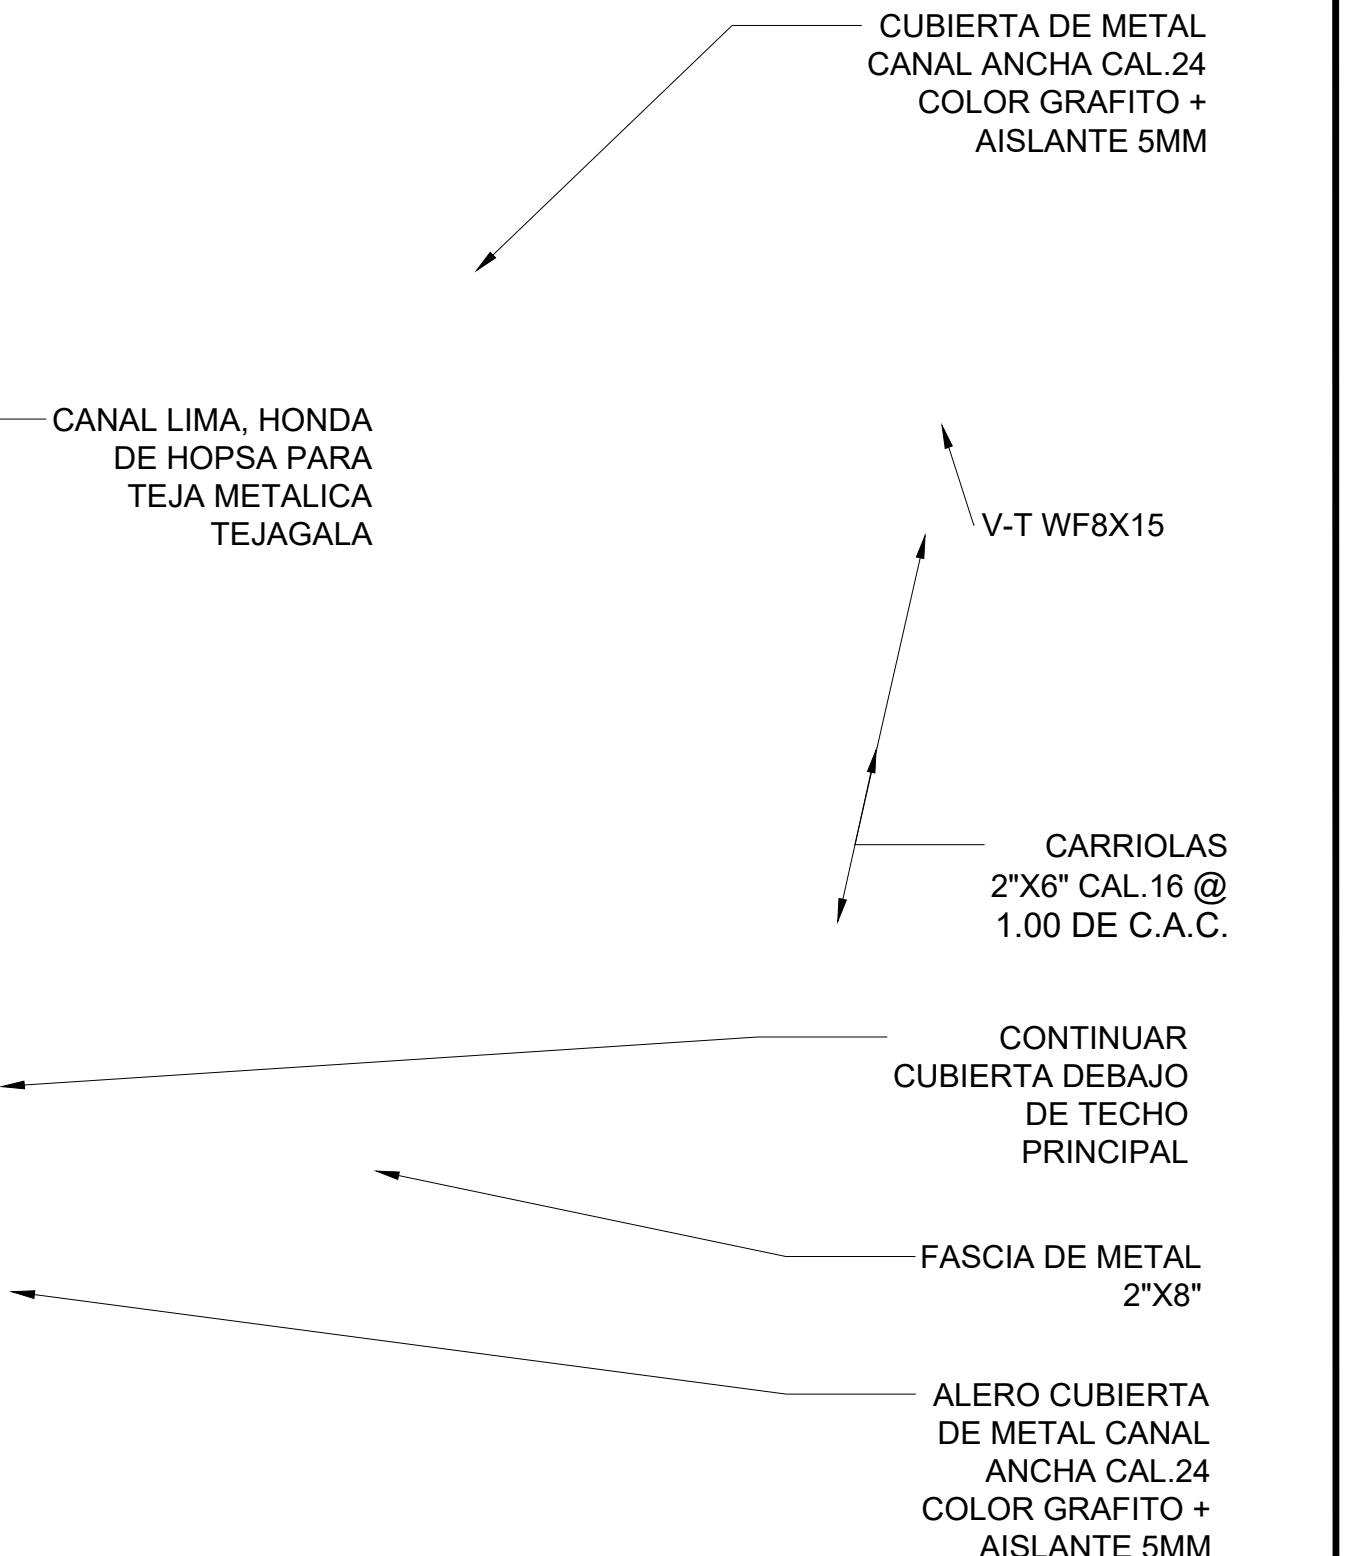 CUBIERTA DE METAL
CANAL ANCHA CAL.24
COLOR GRAFITO +
AISLANTE 5MM
CANAL LIMA, HONDA
DE HOPSA PARA
TEJA METALICA
TEJAGALA
V-T WF8X15
CARRIOLAS
2"X6" CAL.16 @
1.00 DE C.A.C.
CONTINUAR
CUBIERTA DEBAJO
DE TECHO
PRINCIPAL
FASCIA DE METAL
2"X8"
ALERO CUBIERTA
DE METAL CANAL
ANCHA CAL.24
COLOR GRAFITO +
AISLANTE 5MM